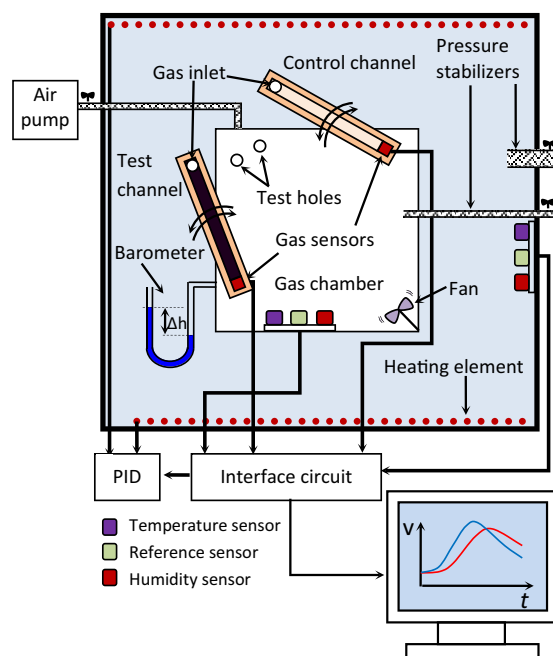 Pressure
stabilizers
Control channel
Gas inlet
Air
pump
Test
channel
Test holes
Gas sensors
Barometer
Gas chamber
Δh
Fan
Heating element
PID
Interface circuit
Temperature sensor
Reference sensor
Humidity sensor
V
t